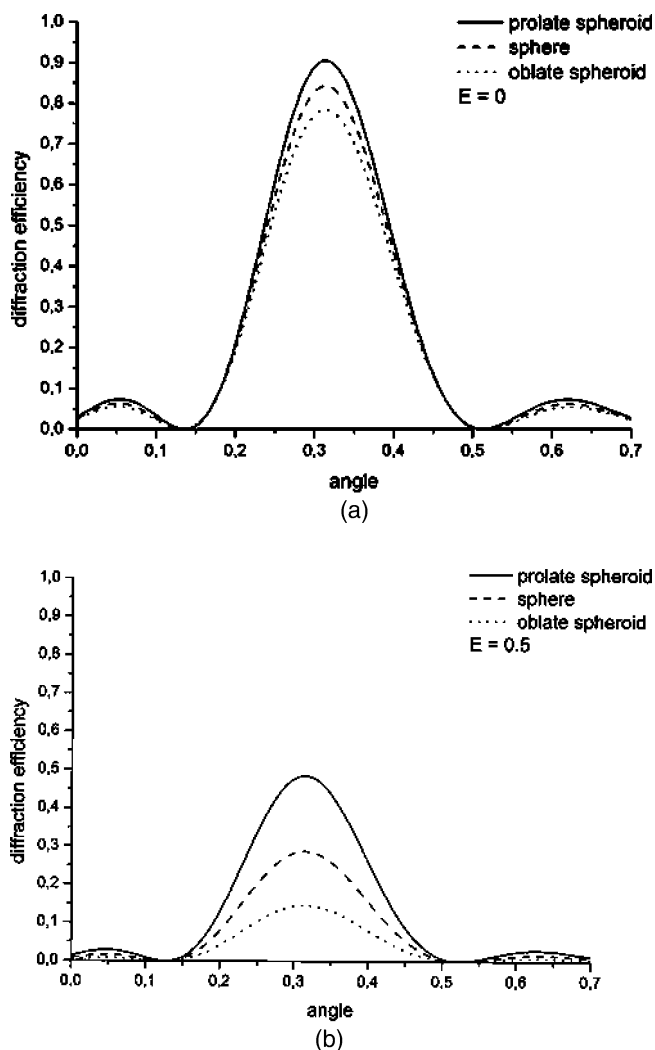 1,0
0,9
0,8
0,7
0,6
0,5
0,4
0,3
0,2
0,1
0,0
diffraction efficiency
prolate spheroid
sphere
oblate spheroid
E = 0
0,0 0,1 0,2 0,3 0,4 0,5 0,6 0,7
angle
(a)
1,0
0,9
0,8
0,7
0,6
0,5
0,4
0,3
0,2
0,1
0,0
diffraction efficiency
prolate spheroid
sphere
oblate spheroid
E = 0.5
0,0 0,1 0,2 0,3 0,4 0,5 0,6 0,7
angle
(b)